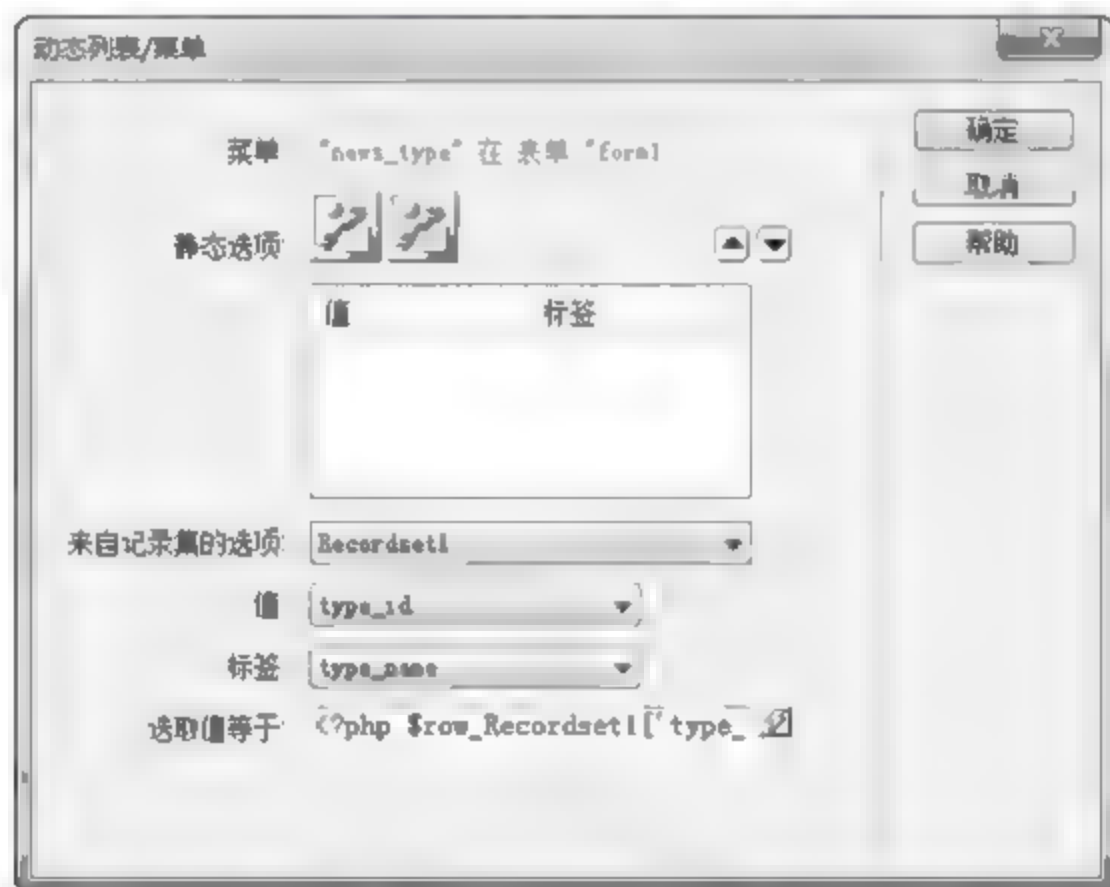 动态列表/菜单
菜单: "news_type" 在 表单 "form1
确定
取消
静态选项:
帮助
值 标签
来自记录集的选项: Recordset1
值: type_id
标签: type_name
选取值等于: <?php $row_Recordset1['type_